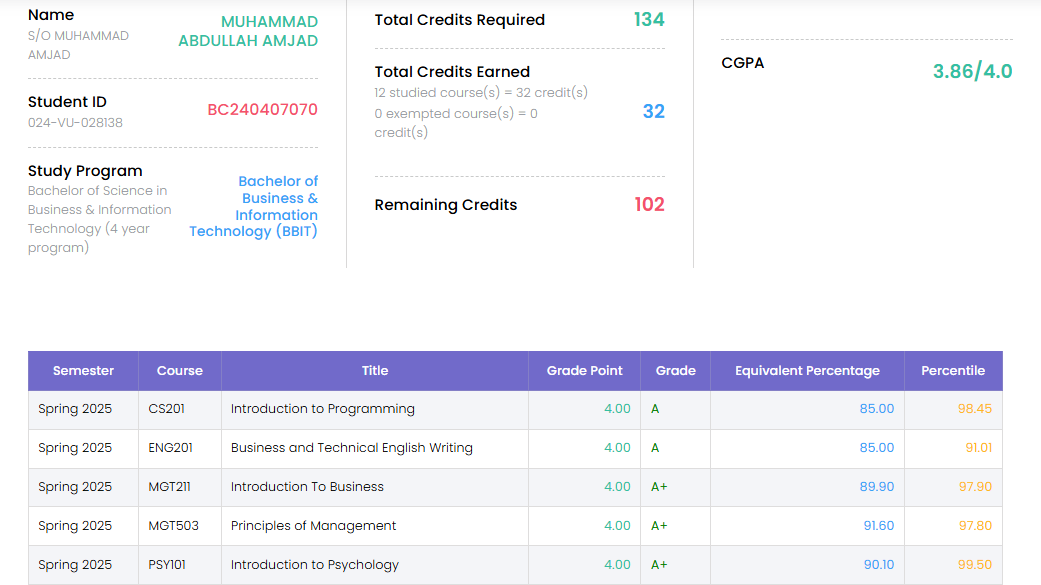 Name
S/O MUHAMMAD
AMJAD
MUHAMMAD
ABDULLAH AMJAD
Student ID
024-VU-028138
BC240407070
Study Program
Bachelor of Science in
Business & Information
Technology (4 year
program)
Bachelor of
Business &
Information
Technology (BBIT)
Total Credits Required 134
Total Credits Earned
12 studied course(s) = 32 credit(s)
0 exempted course(s) = 0
credit(s)
32
Remaining Credits 102
CGPA 3.86/4.0
Semester Course Title Grade Point Grade Equivalent Percentage Percentile
Spring 2025 CS201 Introduction to Programming 4.00 A 85.00 98.45
Spring 2025 ENG201 Business and Technical English Writing 4.00 A 85.00 91.01
Spring 2025 MGT211 Introduction To Business 4.00 A+ 89.90 97.90
Spring 2025 MGT503 Principles of Management 4.00 A+ 91.60 97.80
Spring 2025 PSY101 Introduction to Psychology 4.00 A+ 90.10 99.50